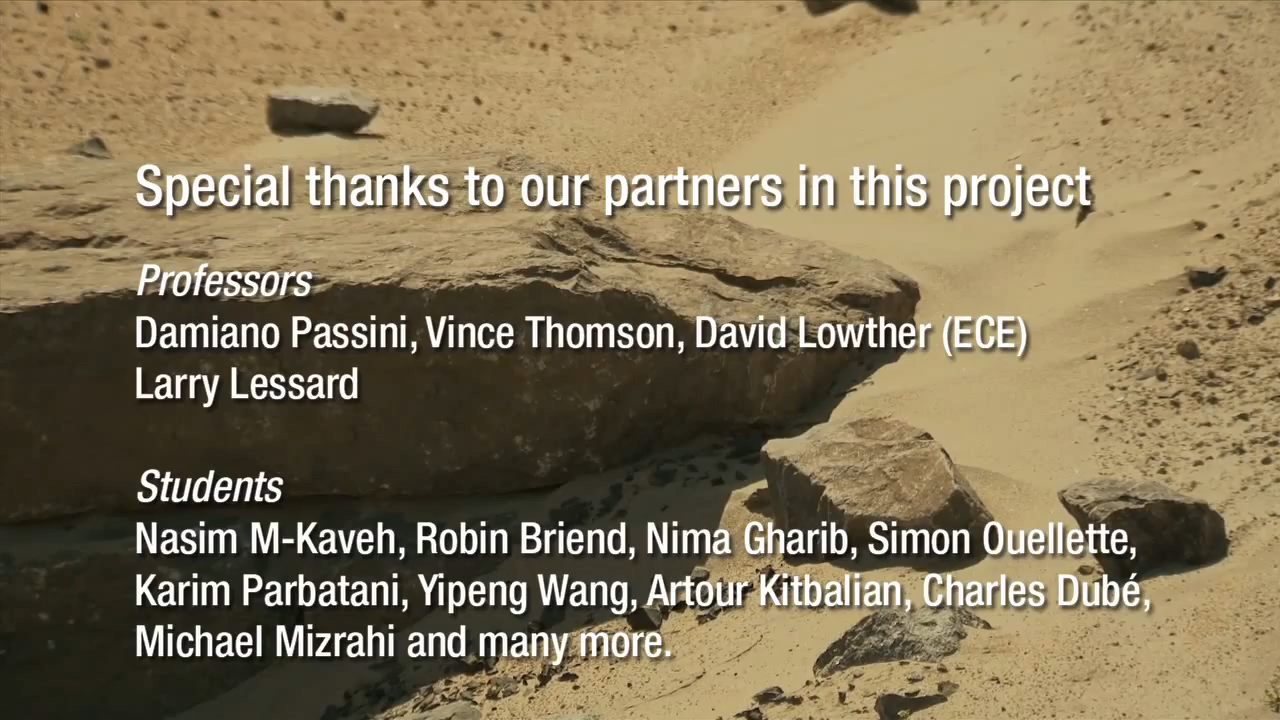 Special thanks to our partners in this project
Professors
Damiano Passini, Vince Thomson, David Lowther (ECE)
Larry Lessard
Students
Nasim M-Kaveh, Robin Briend, Nima Gharib, Simon Ouellette,
Karim Parbatani, Yipeng Wang, Artour Kitbalian, Charles Dubé,
Michael Mizrahi and many more.